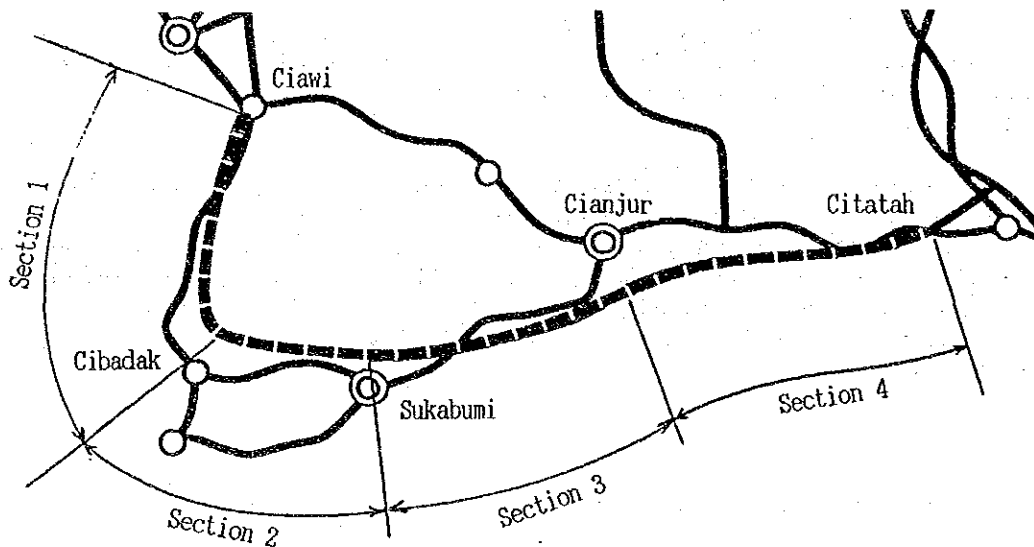 Ciawi
Section 1
Cianjur
Citatah
Cibadak
Sukabumi
Section 4
Section 3
Section 2